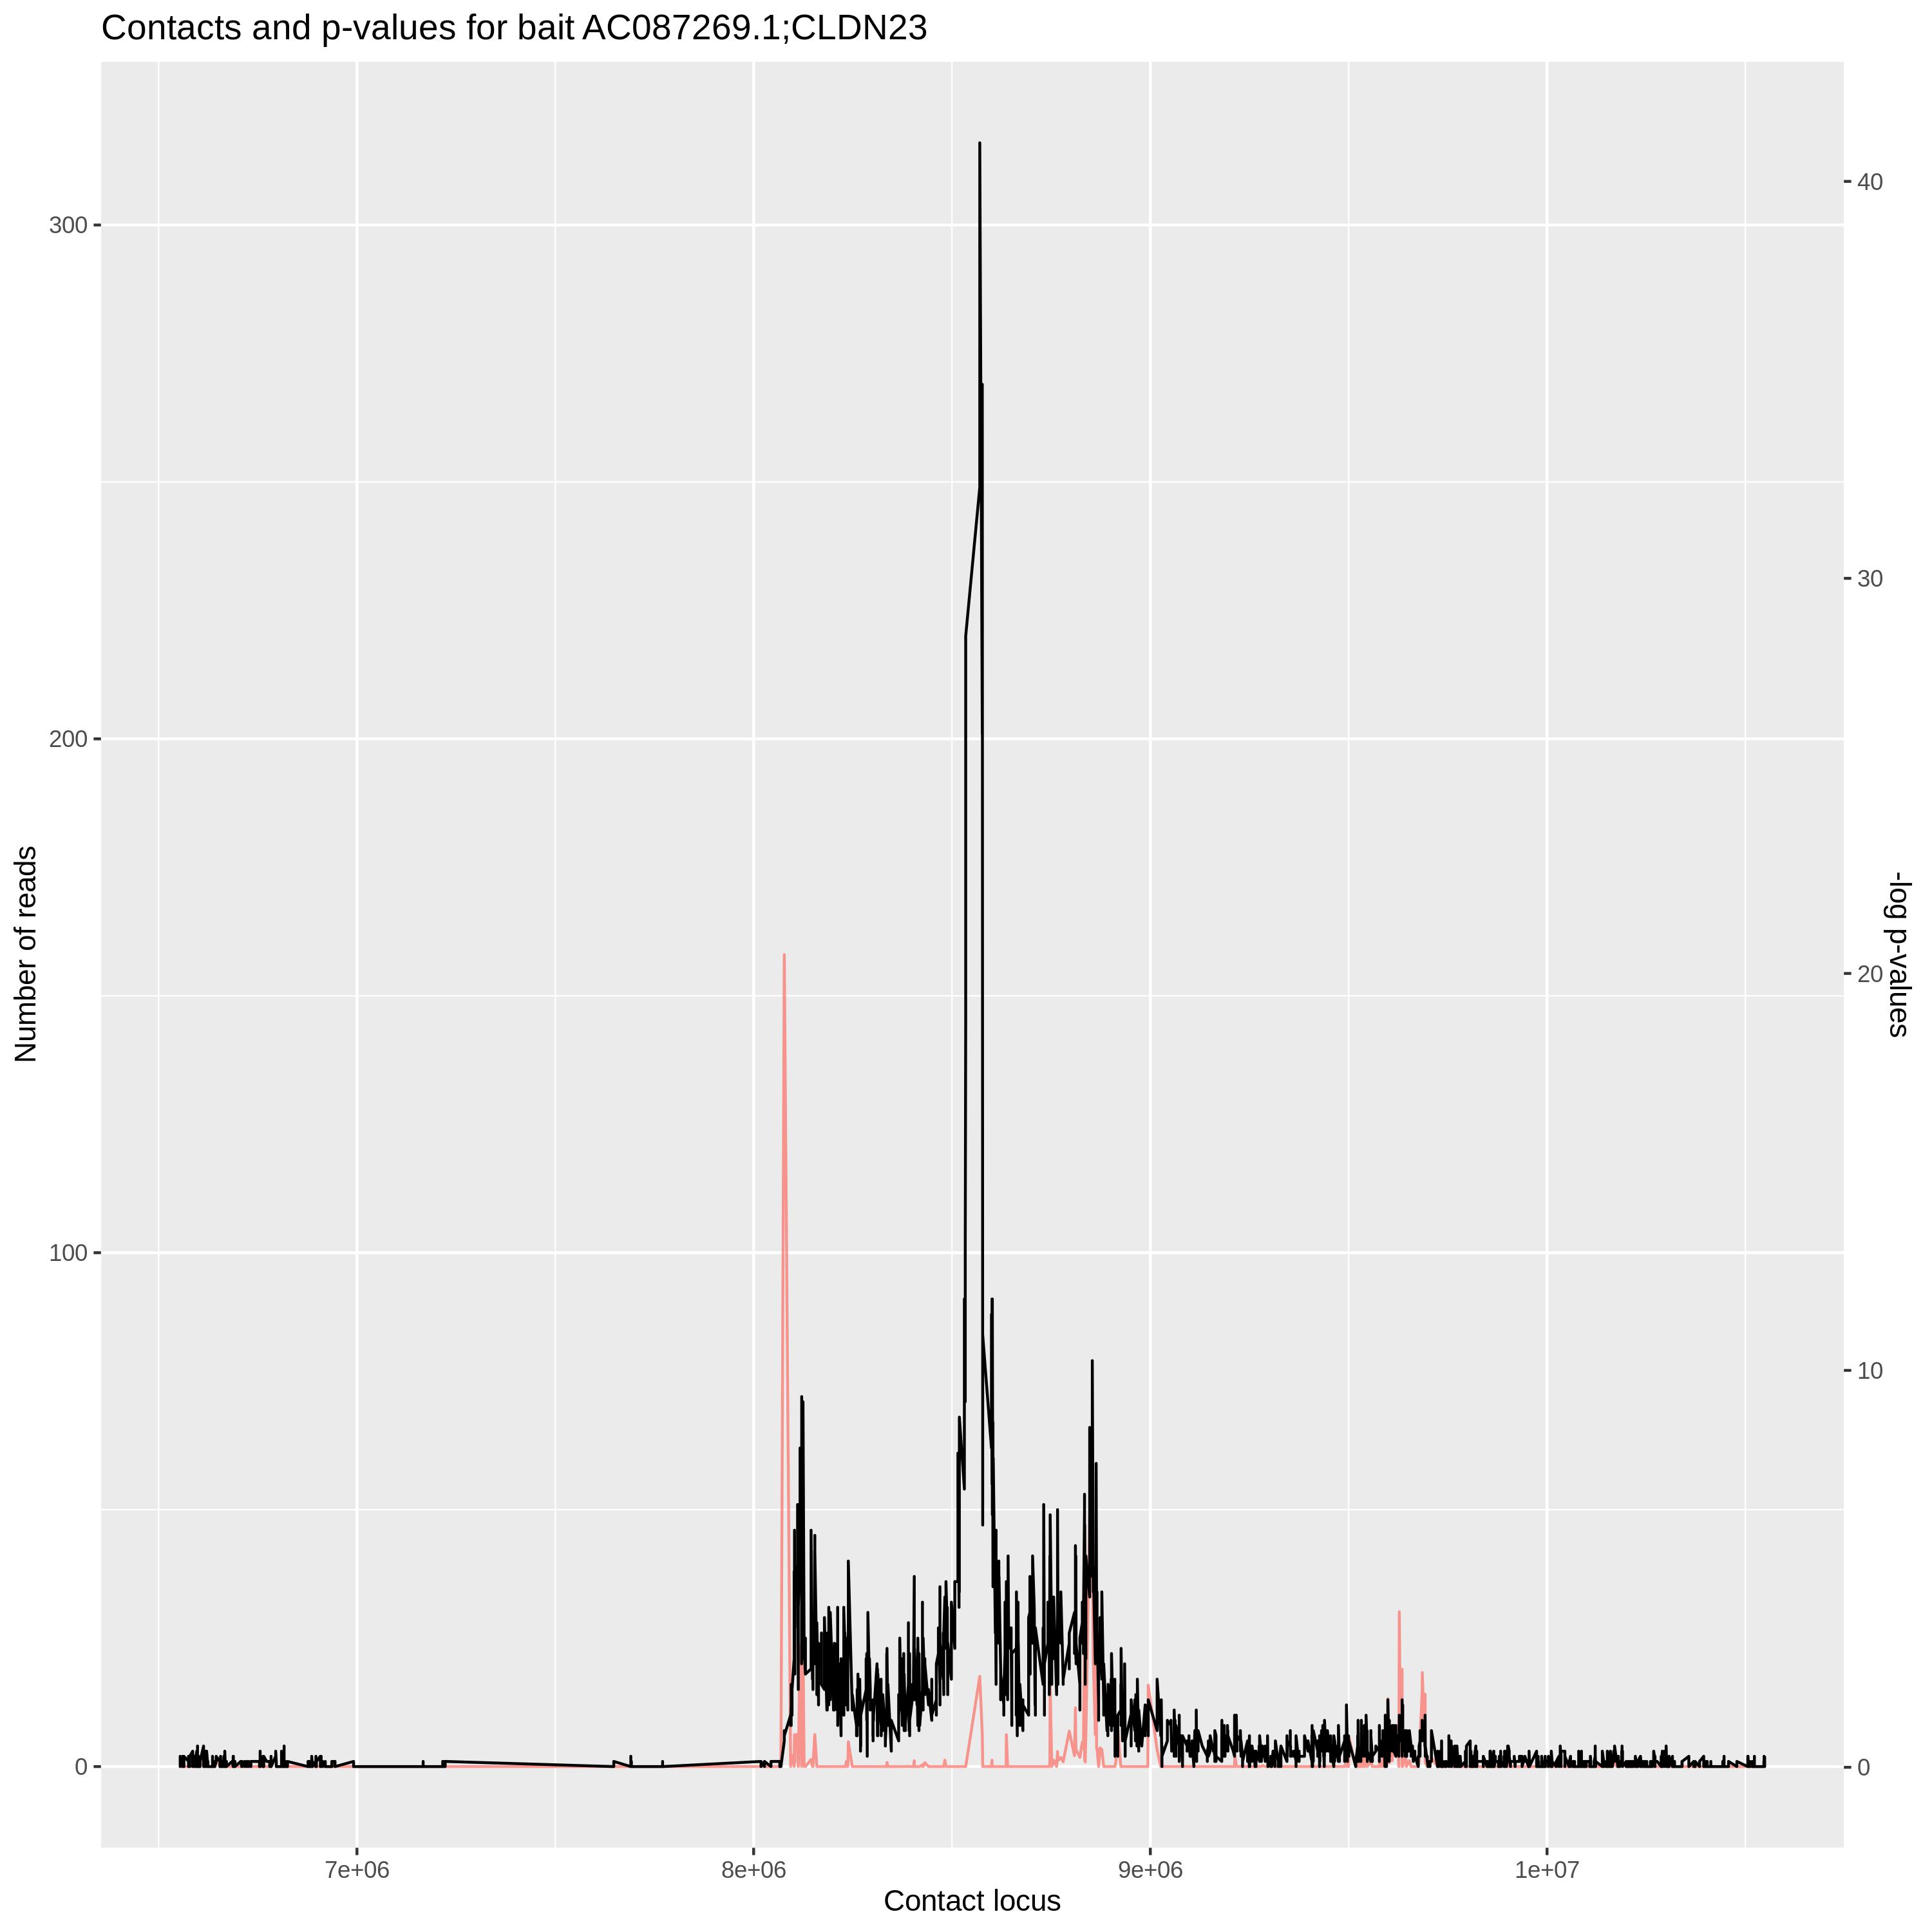 Contacts and p-values for bait AC087269.1;CLDN23
300
200
100
0
Number of reads
40
30
20
10
0
-log p-values
7e+06
8e+06
9e+06
1e+07
Contact locus